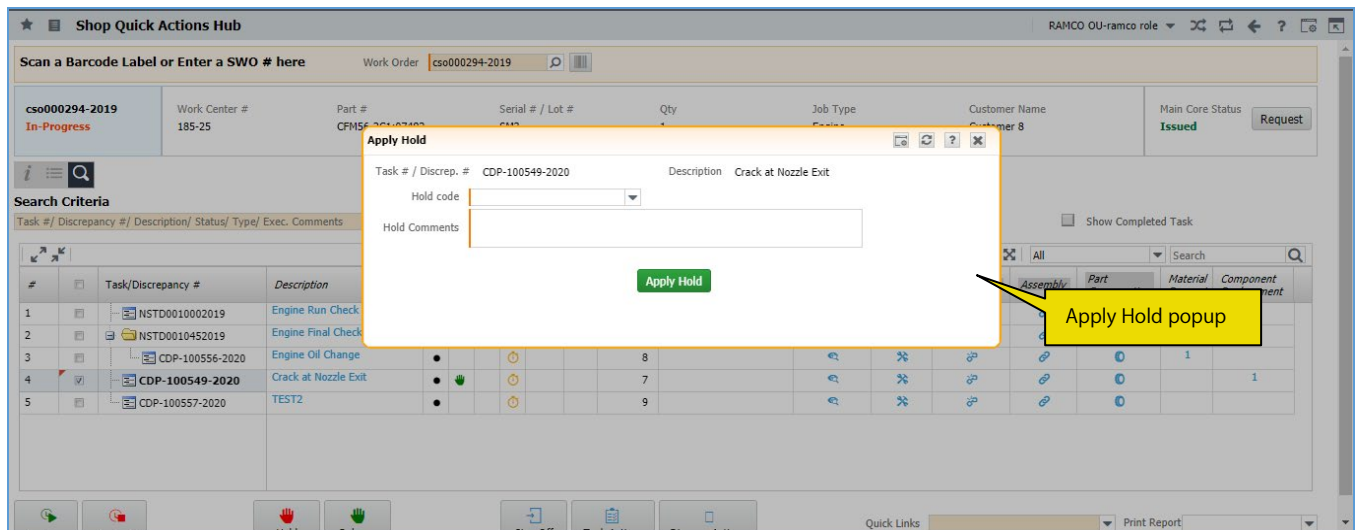 Shop Quick Actions Hub
RAMCO OU-ramco role
Scan a Barcode Label or Enter a SWO # here
Work Order cso000294-2019
cso000294-2019 Work Center # Part # Serial # / Lot # Qty Job Type Customer Name Main Core Status
In-Progress 185-25 Customer 8 Issued Request
Apply Hold
Task # / Discrep. # CDP-100549-2020 Description Crack at Nozzle Exit
Hold code
Hold Comments
Apply Hold
Search Criteria
Task #/ Discrepancy #/ Description/ Status/ Type/ Exec. Comments
Show Completed Task
All Search
# Task/Discrepancy # Description Assembly Part Material Component
1 NSTD0010002019 Engine Run Check
2 NSTD0010452019 Engine Final Check
3 CDP-100556-2020 Engine Oil Change 8 1
4 CDP-100549-2020 Crack at Nozzle Exit 7 1
5 CDP-100557-2020 TEST2 9
Apply Hold popup
Quick Links Print Report